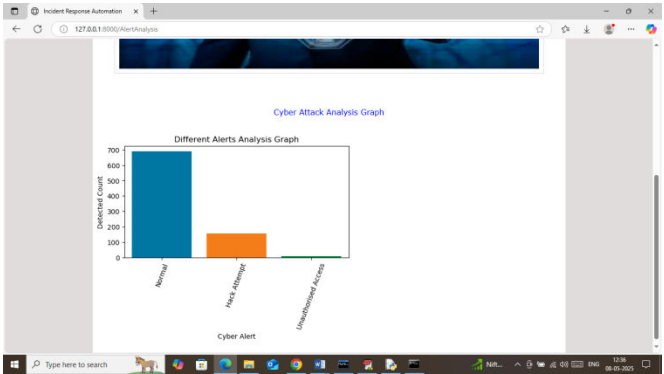 Incident Response Automation
127.0.0.1:8000/AlertAnalysis
Cyber Attack Analysis Graph
Different Alerts Analysis Graph
Detected Count
700
600
500
400
300
200
100
0
Normal
Hack Attempt
Unauthorised Access
Cyber Alert
Type here to search
Nift...
ENG
12:36
08-05-2025